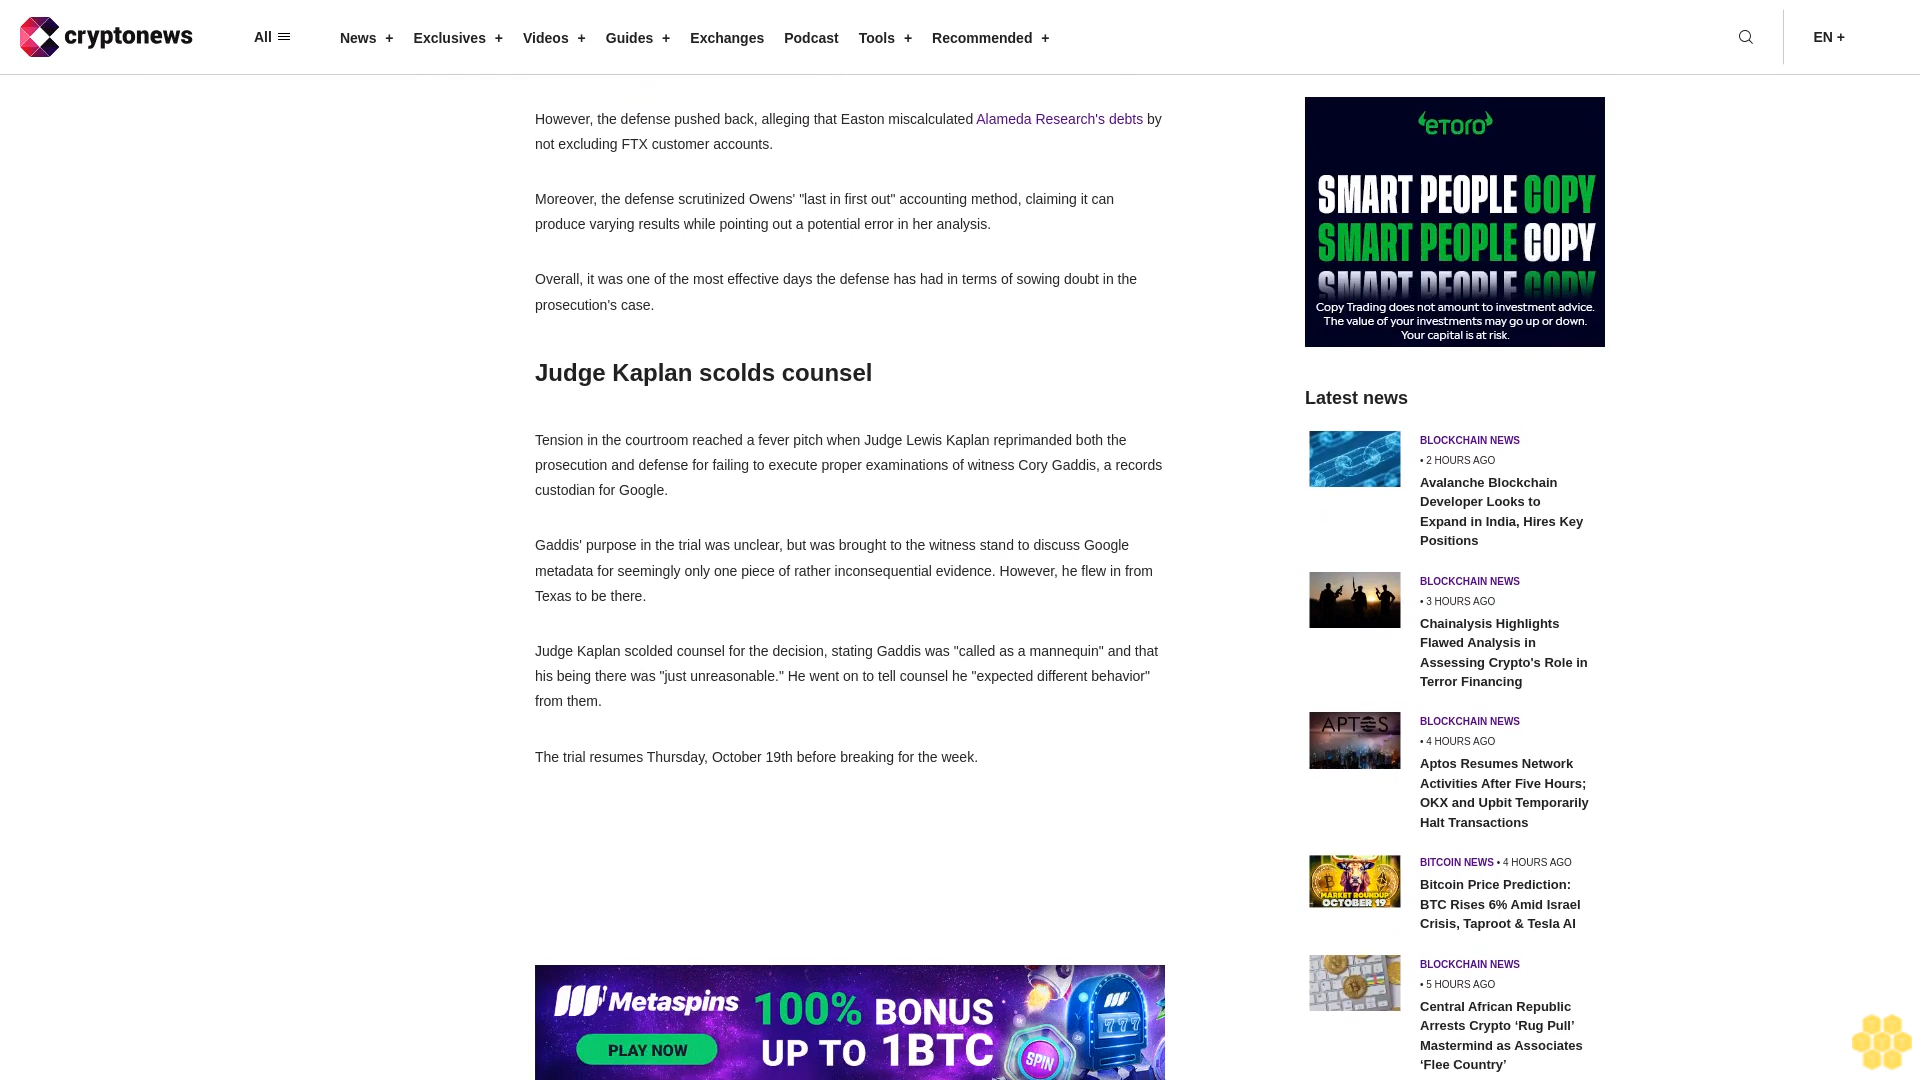 cryptonews
All
News +
Exclusives +
Videos +
Guides +
Exchanges
Podcast
Tools +
Recommended +
EN +
However, the defense pushed back, alleging that Easton miscalculated Alameda Research's debts by
not excluding FTX customer accounts.
Moreover, the defense scrutinized Owens' "last in first out" accounting method, claiming it can
produce varying results while pointing out a potential error in her analysis.
Overall, it was one of the most effective days the defense has had in terms of sowing doubt in the
prosecution's case.
Judge Kaplan scolds counsel
Tension in the courtroom reached a fever pitch when Judge Lewis Kaplan reprimanded both the
prosecution and defense for failing to execute proper examinations of witness Cory Gaddis, a records
custodian for Google.
Gaddis' purpose in the trial was unclear, but was brought to the witness stand to discuss Google
metadata for seemingly only one piece of rather inconsequential evidence. However, he flew in from
Texas to be there.
Judge Kaplan scolded counsel for the decision, stating Gaddis was "called as a mannequin" and that
his being there was "just unreasonable." He went on to tell counsel he "expected different behavior"
from them.
The trial resumes Thursday, October 19th before breaking for the week.
Metaspins
PLAY NOW
100% BONUS
UP TO 1BTC
777
SPIN
eToro
SMART PEOPLE COPY
SMART PEOPLE COPY
SMART PEOPLE COPY
Copy Trading does not amount to investment advice.
The value of your investments may go up or down.
Your capital is at risk.
Latest news
BLOCKCHAIN NEWS
• 2 HOURS AGO
Avalanche Blockchain
Developer Looks to
Expand in India, Hires Key
Positions
BLOCKCHAIN NEWS
• 3 HOURS AGO
Chainalysis Highlights
Flawed Analysis in
Assessing Crypto's Role in
Terror Financing
APTOS
BLOCKCHAIN NEWS
• 4 HOURS AGO
Aptos Resumes Network
Activities After Five Hours;
OKX and Upbit Temporarily
Halt Transactions
MARKET ROUNDUP
OCTOBER 19
BITCOIN NEWS • 4 HOURS AGO
Bitcoin Price Prediction:
BTC Rises 6% Amid Israel
Crisis, Taproot & Tesla AI
BLOCKCHAIN NEWS
• 5 HOURS AGO
Central African Republic
Arrests Crypto ‘Rug Pull’
Mastermind as Associates
‘Flee Country’